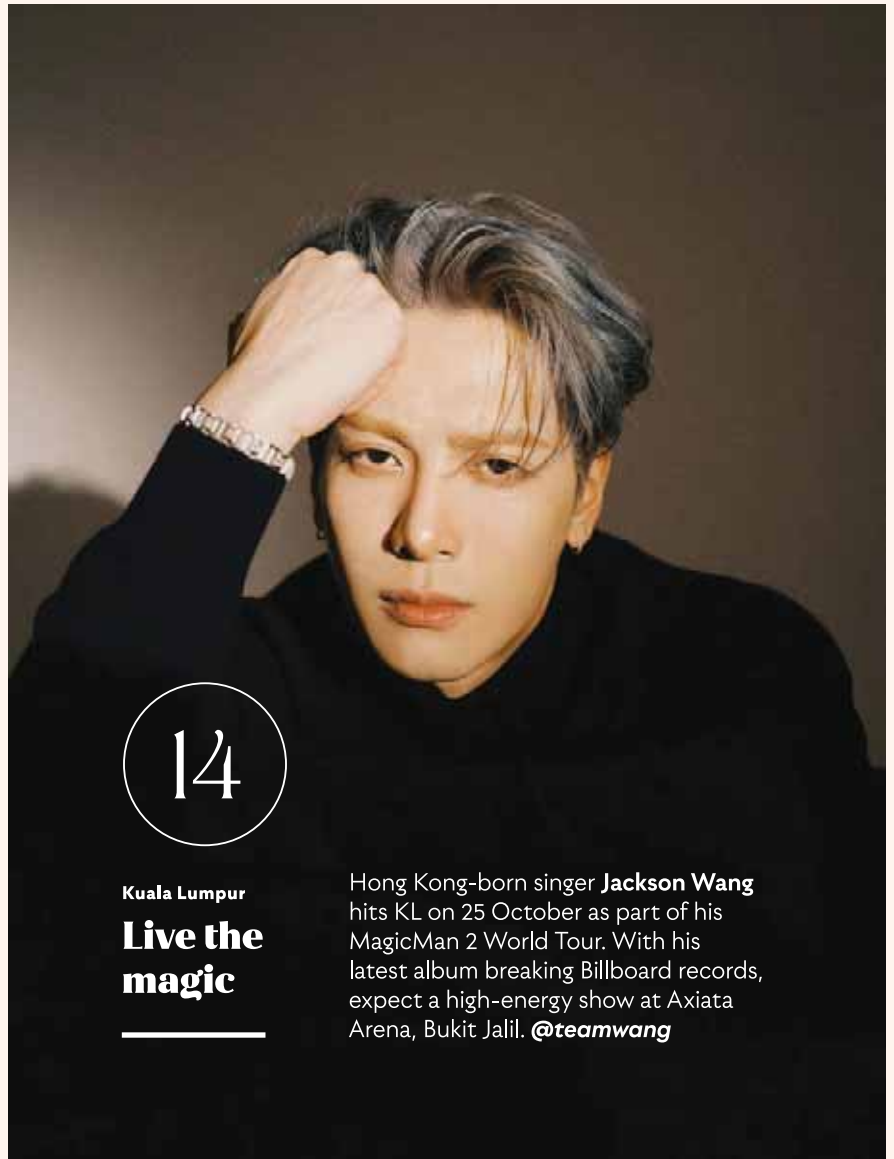 14
Kuala Lumpur
Live the
magic
Hong Kong-born singer Jackson Wang
hits KL on 25 October as part of his
MagicMan 2 World Tour. With his
latest album breaking Billboard records,
expect a high-energy show at Axiata
Arena, Bukit Jalil. @teamwang